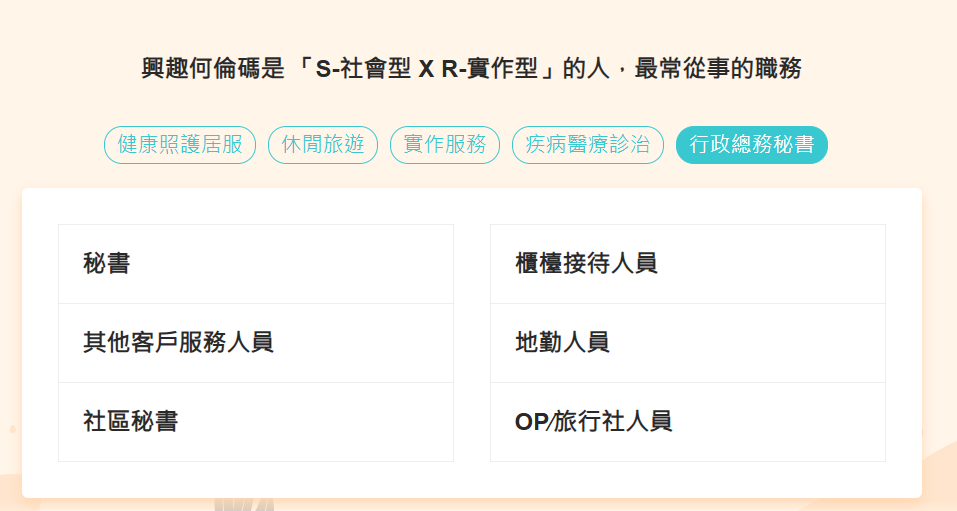 興趣何倫碼是「S-社會型 X R-實作型」的人，最常從事的職務
健康照護居服 休閒旅遊 實作服務 疾病醫療診治 行政總務秘書
秘書 櫃檯接待人員
其他客戶服務人員 地勤人員
社區秘書 OP/旅行社人員